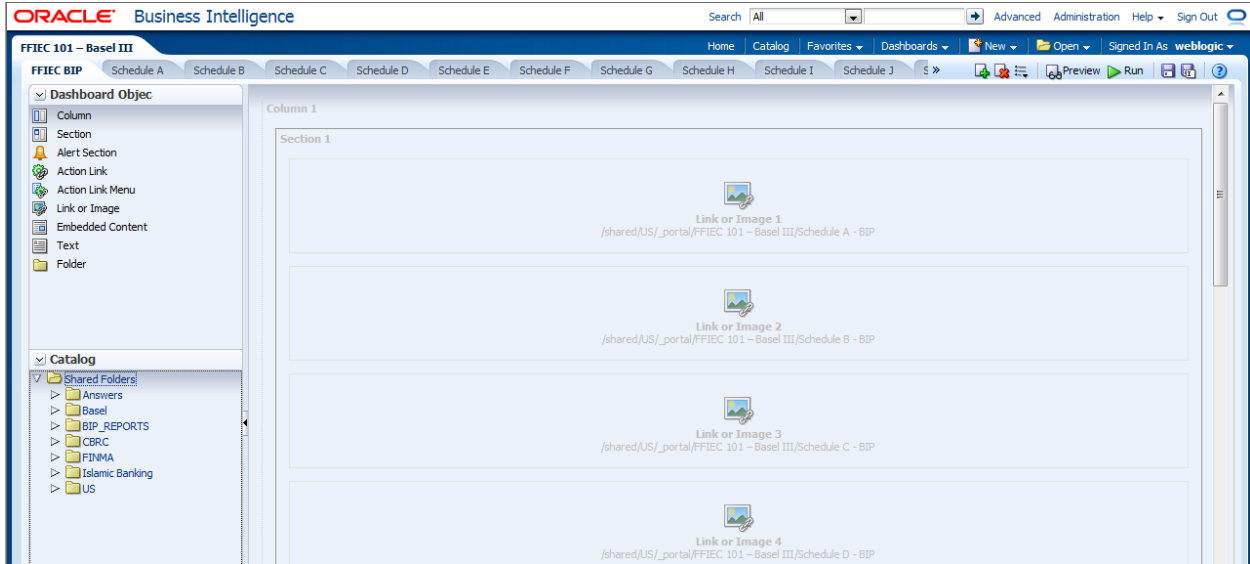 ORACLE Business Intelligence
Search All Advanced Administration Help Sign Out
FFIEC 101 – Basel III
Home Catalog Favorites Dashboards New Open Signed In As weblogic
FFIEC BIP Schedule A Schedule B Schedule C Schedule D Schedule E Schedule F Schedule G Schedule H Schedule I Schedule J S »
Preview Run
Dashboard Objec
Column
Section
Alert Section
Action Link
Action Link Menu
Link or Image
Embedded Content
Text
Folder
Catalog
Shared Folders
Answers
Basel
BIP_REPORTS
CBRC
FINMA
Islamic Banking
US
Column 1
Section 1
Link or Image 1
/shared/US/_portal/FFIEC 101 – Basel III/Schedule A - BIP
Link or Image 2
/shared/US/_portal/FFIEC 101 – Basel III/Schedule B - BIP
Link or Image 3
/shared/US/_portal/FFIEC 101 – Basel III/Schedule C - BIP
Link or Image 4
/shared/US/_portal/FFIEC 101 – Basel III/Schedule D - BIP